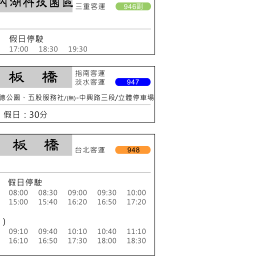 內湖科技園區 三重客運 946副
假日停駛
17:00 18:30 19:30
板橋 指南客運
淡水客運 947
德公園－五股服務社/(無)-中興路三段/立體停車場
假日：30分
板橋 台北客運 948
假日停駛
08:00 08:30 09:00 09:30 10:00
15:00 15:40 16:20 16:50 17:20
)
09:10 09:40 10:10 10:40 11:10
16:10 16:50 17:30 18:00 18:30